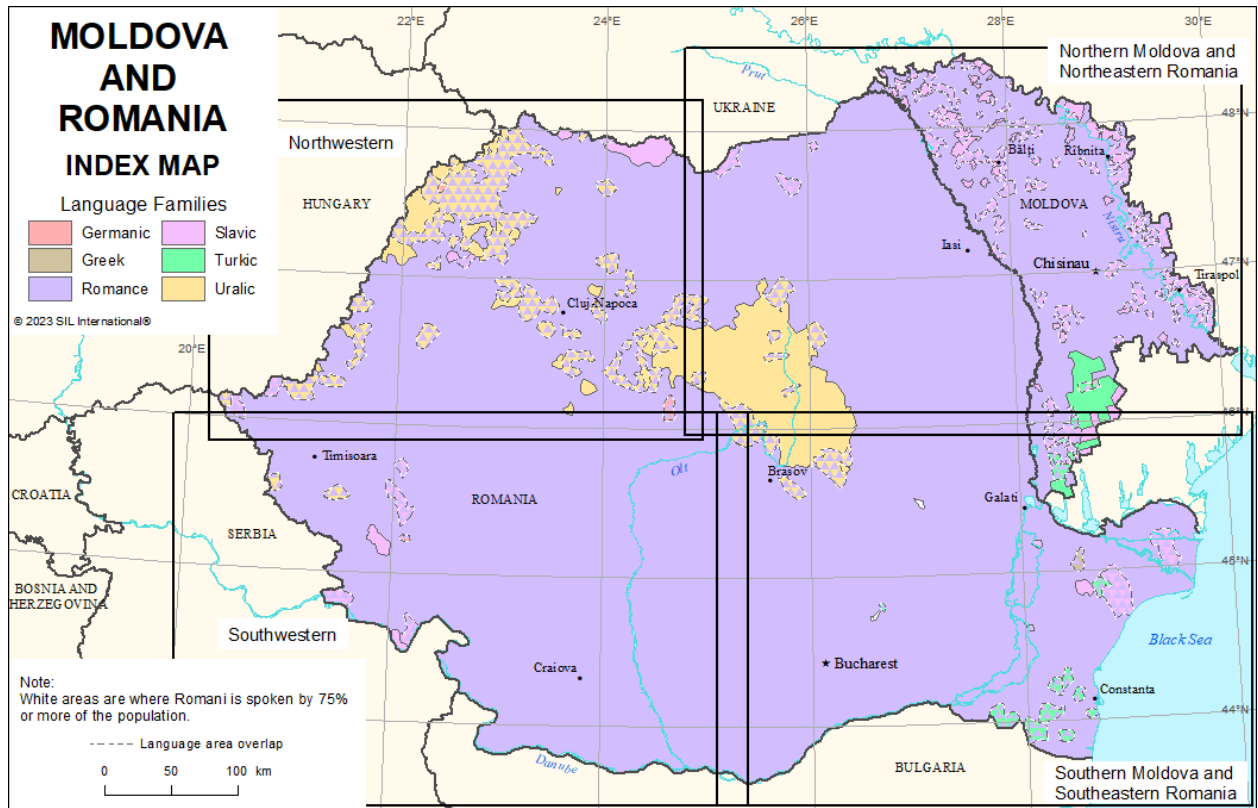 MOLDOVA
AND
ROMANIA
INDEX MAP
Language Families
Germanic
Slavic
Greek
Turkic
Romance
Uralic
© 2023 SIL International®
22°E
24°E
26°E
28°E
30°E
20°E
48°N
47°N
46°N
45°N
44°N
Northern Moldova and
Northeastern Romania
Northwestern
UKRAINE
Prut
HUNGARY
Bălți
Rîbnita
MOLDOVA
Nistru
Iasi
Chisinau
Tiraspol
Cluj-Napoca
Timisoara
Olt
Brasov
ROMANIA
Galati
CROATIA
SERBIA
BOSNIA AND
HERZEGOVINA
Southwestern
Black Sea
Bucharest
Craiova
Constanta
Danube
BULGARIA
Southern Moldova and
Southeastern Romania
Note:
White areas are where Romani is spoken by 75%
or more of the population.
Language area overlap
0 50 100 km